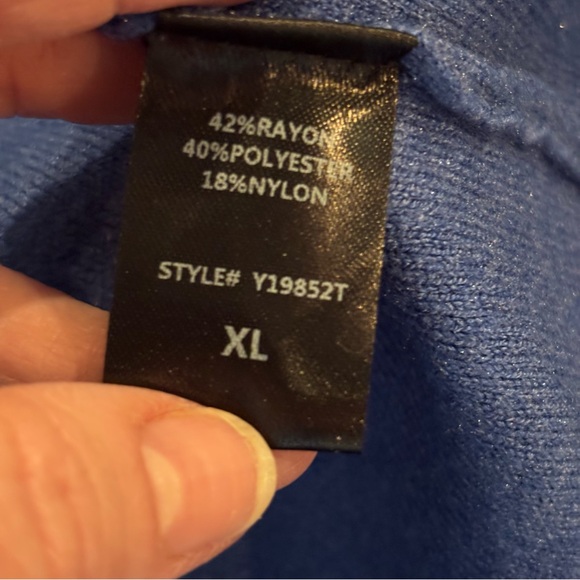 42%RAYON
40%POLYESTER
18%NYLON
STYLE# Y19852T
XL